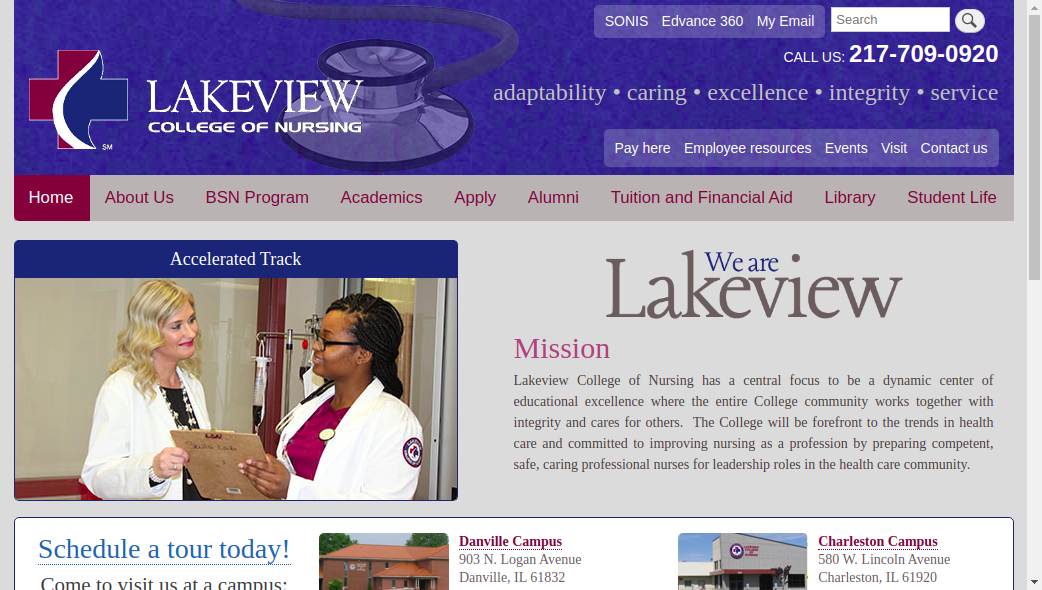 SONIS Edvance 360 My Email
Search
CALL US: 217-709-0920
LAKEVIEW
COLLEGE OF NURSING
SM
adaptability • caring • excellence • integrity • service
Pay here Employee resources Events Visit Contact us
Home About Us BSN Program Academics Apply Alumni Tuition and Financial Aid Library Student Life
Accelerated Track
We are
Lakeview
Mission
Lakeview College of Nursing has a central focus to be a dynamic center of
educational excellence where the entire College community works together with
integrity and cares for others. The College will be forefront to the trends in health
care and committed to improving nursing as a profession by preparing competent,
safe, caring professional nurses for leadership roles in the health care community.
Schedule a tour today!
Come to visit us at a campus:
Danville Campus
903 N. Logan Avenue
Danville, IL 61832
Charleston Campus
580 W. Lincoln Avenue
Charleston, IL 61920